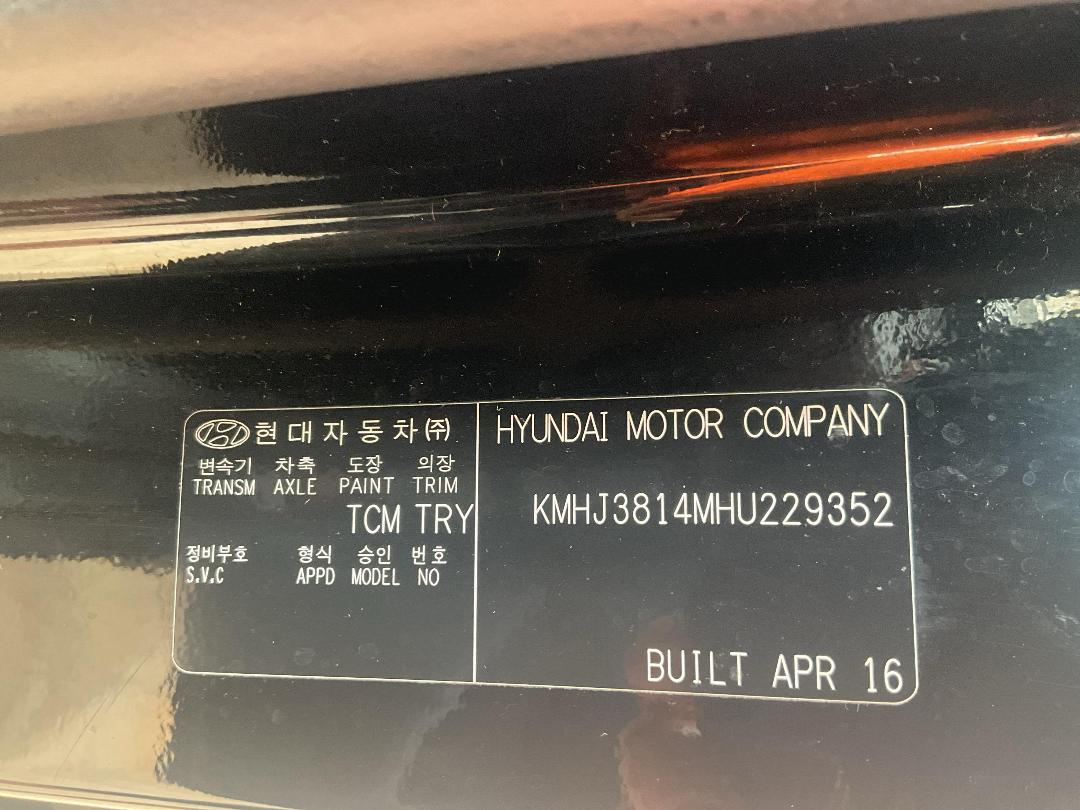 현대자동차㈜
변속기 차축 도장 의장
TRANSM AXLE PAINT TRIM
TCM TRY
정비부호 형식 승인 번호
S.V.C APPD MODEL NO
HYUNDAI MOTOR COMPANY
KMHJ3814MHU229352
BUILT APR 16